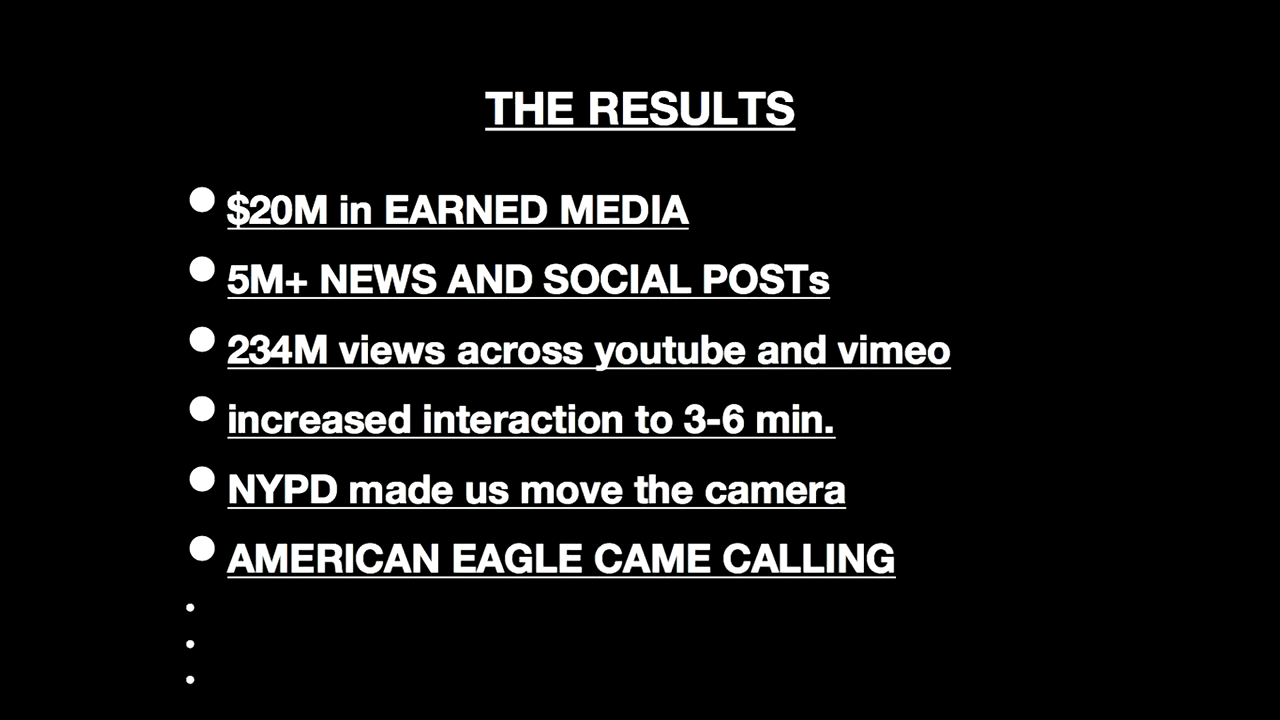 THE RESULTS
$20M in EARNED MEDIA
5M+ NEWS AND SOCIAL POSTs
234M views across youtube and vimeo
increased interaction to 3-6 min.
NYPD made us move the camera
AMERICAN EAGLE CAME CALLING